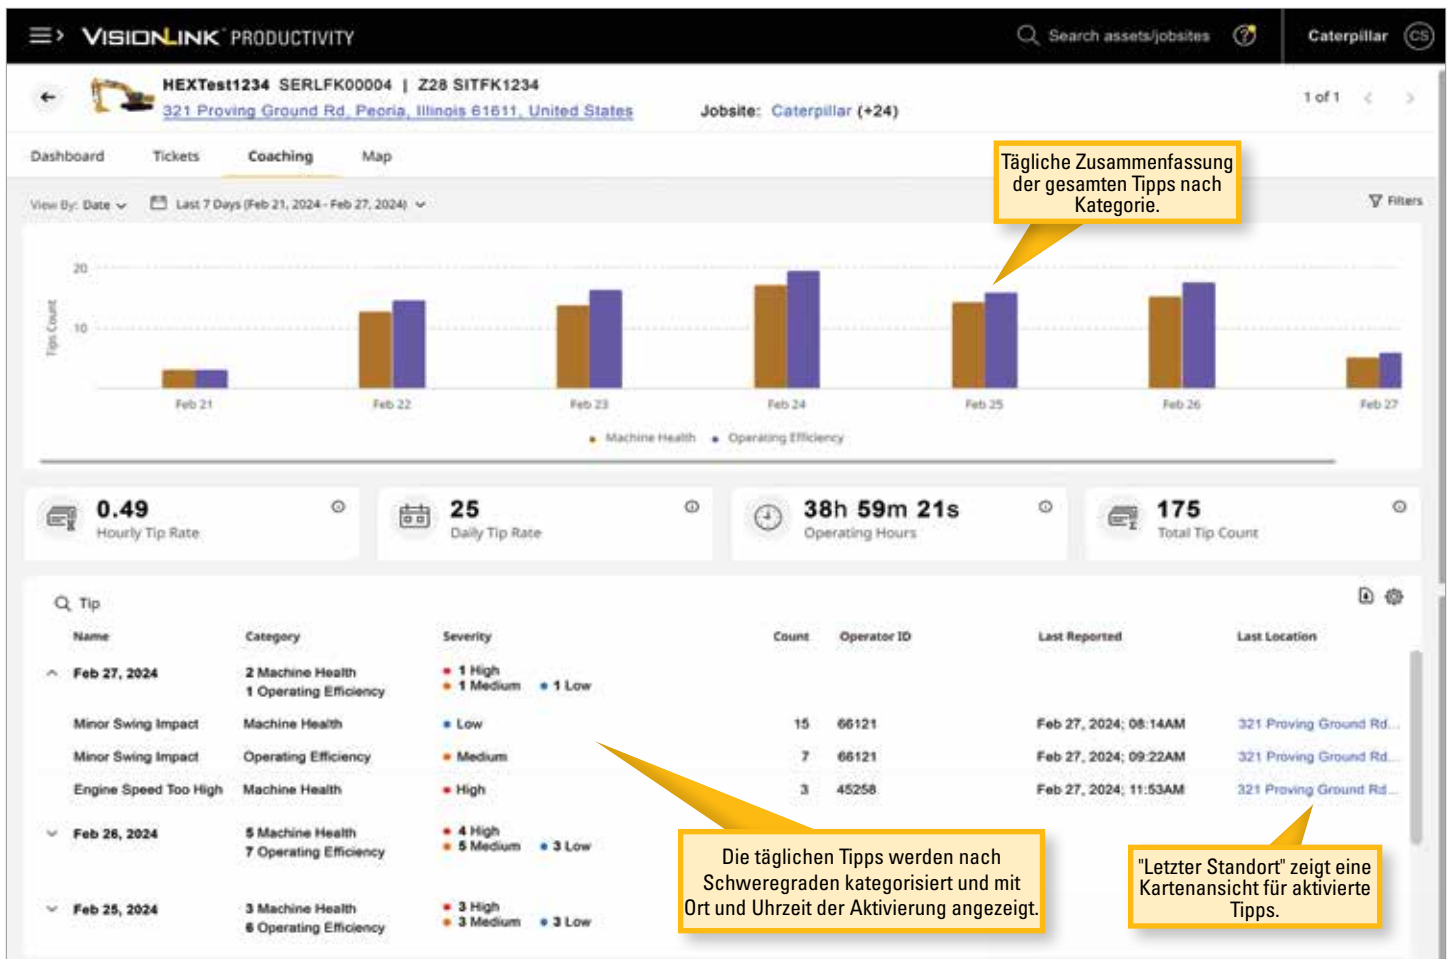 VISIONLINK PRODUCTIVITY
Search assets/jobsites
Caterpillar
CS
HEXTest1234 SERLFK00004 | Z28 SITFK1234
321 Proving Ground Rd, Peoria, Illinois 61611, United States
Jobsite: Caterpillar (+24)
1 of 1
Dashboard
Tickets
Coaching
Map
Tägliche Zusammenfassung
der gesamten Tipps nach
Kategorie.
View By: Date
Last 7 Days (Feb 21, 2024 - Feb 27, 2024)
Filters
Tips Count
20
10
Feb 21
Feb 22
Feb 23
Feb 24
Feb 25
Feb 26
Feb 27
Machine Health
Operating Efficiency
0.49
Hourly Tip Rate
25
Daily Tip Rate
38h 59m 21s
Operating Hours
175
Total Tip Count
Tip
Name Category Severity Count Operator ID Last Reported Last Location
Feb 27, 2024 2 Machine Health 1 High
1 Operating Efficiency 1 Medium 1 Low
Minor Swing Impact Machine Health Low 15 66121 Feb 27, 2024; 08:14AM 321 Proving Ground Rd...
Minor Swing Impact Operating Efficiency Medium 7 66121 Feb 27, 2024; 09:22AM 321 Proving Ground Rd...
Engine Speed Too High Machine Health High 3 45258 Feb 27, 2024; 11:53AM 321 Proving Ground Rd...
Feb 26, 2024 5 Machine Health 4 High
7 Operating Efficiency 5 Medium 3 Low
Feb 25, 2024 3 Machine Health 3 High
6 Operating Efficiency 3 Medium 3 Low
Die täglichen Tipps werden nach
Schweregraden kategorisiert und mit
Ort und Uhrzeit der Aktivierung angezeigt.
"Letzter Standort" zeigt eine
Kartenansicht für aktivierte
Tipps.